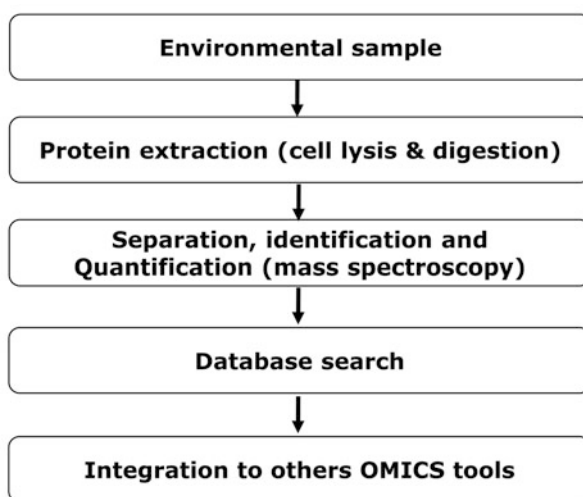 Environmental sample
Protein extraction (cell lysis & digestion)
Separation, identification and
Quantification (mass spectroscopy)
Database search
Integration to others OMICS tools